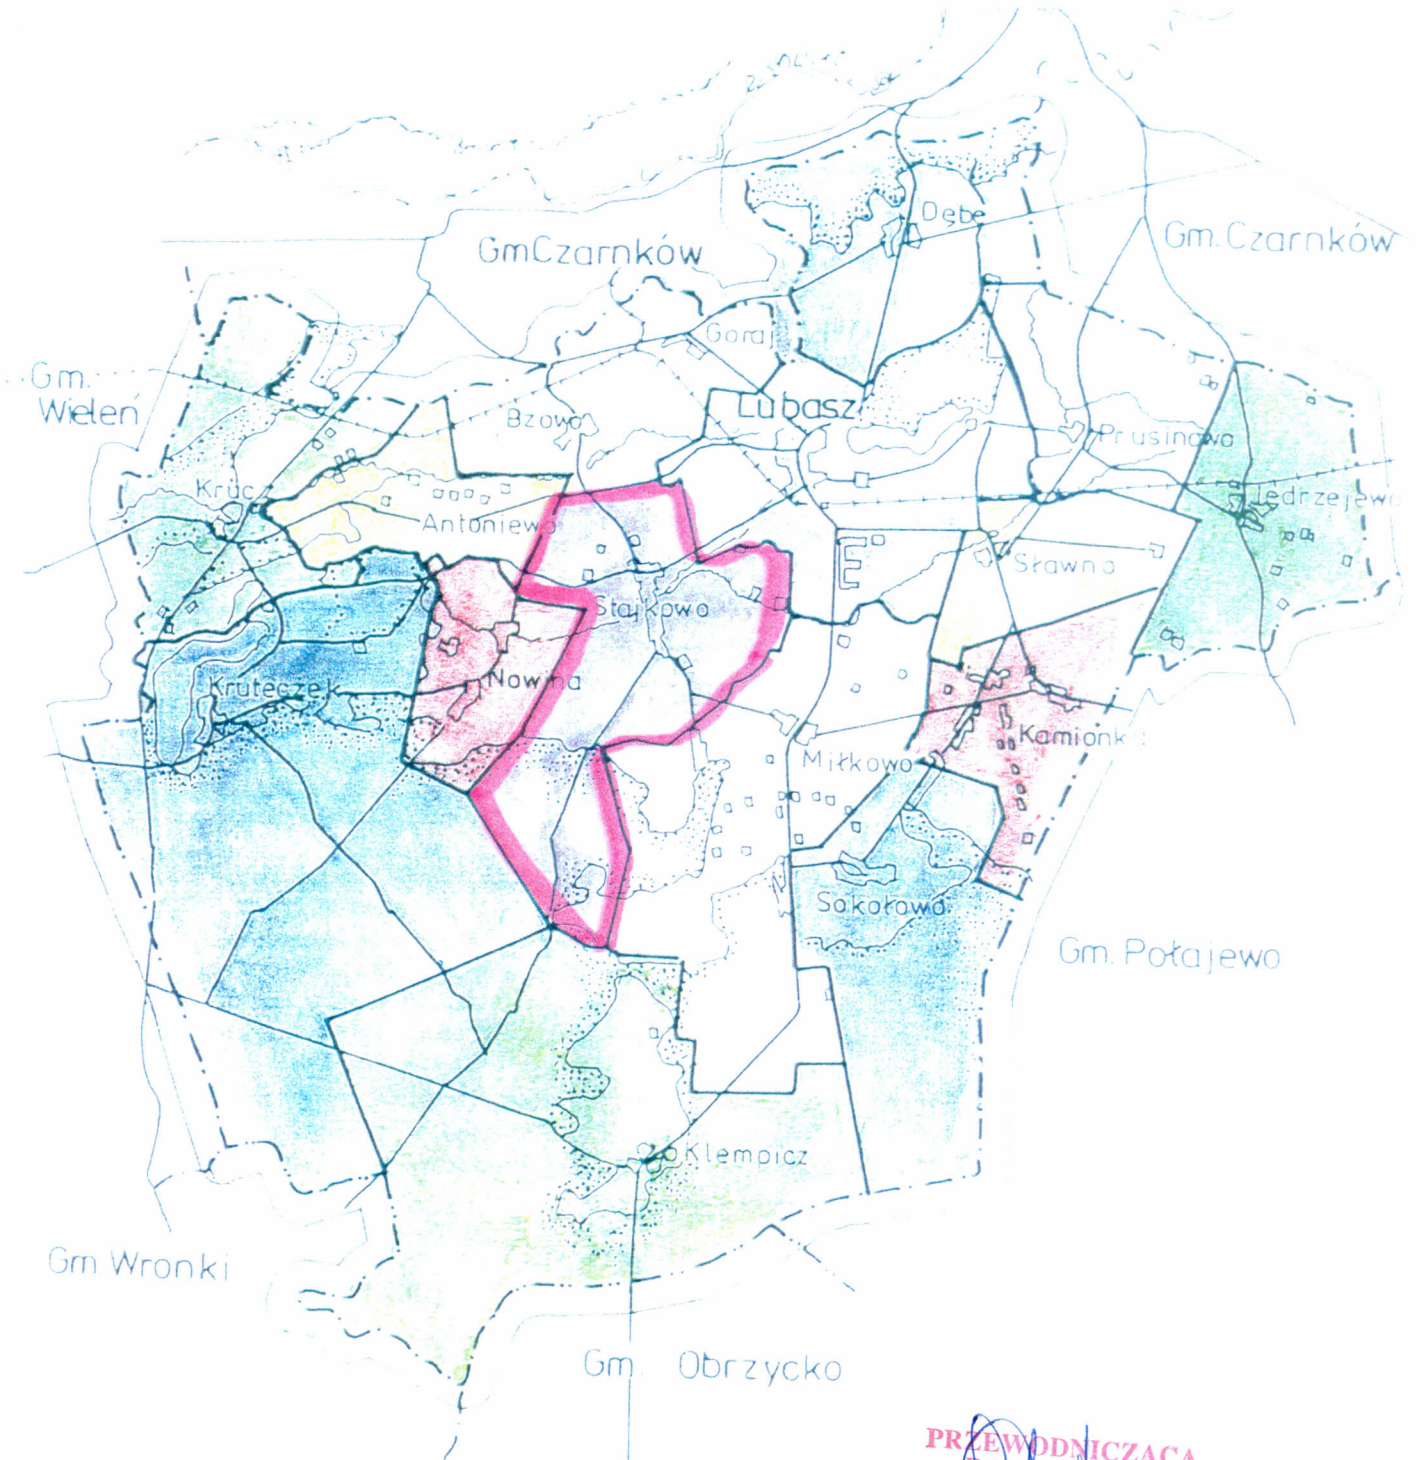 Dębe
Gm Czarnków
Gm. Czarnków
Goraj
Gm.
Wieleń
Lubasz
Bzowo
Prusinowo
Krucz
Jędrzejewo
Antoniewo
Sławno
Stajkowo
Kruteczek
Nowina
Kamionka
Miłkowo
Sokołowo
Gm. Połajewo
Klempicz
Gm Wronki
Gm. Obrzycko
PRZEWODNICZĄCA